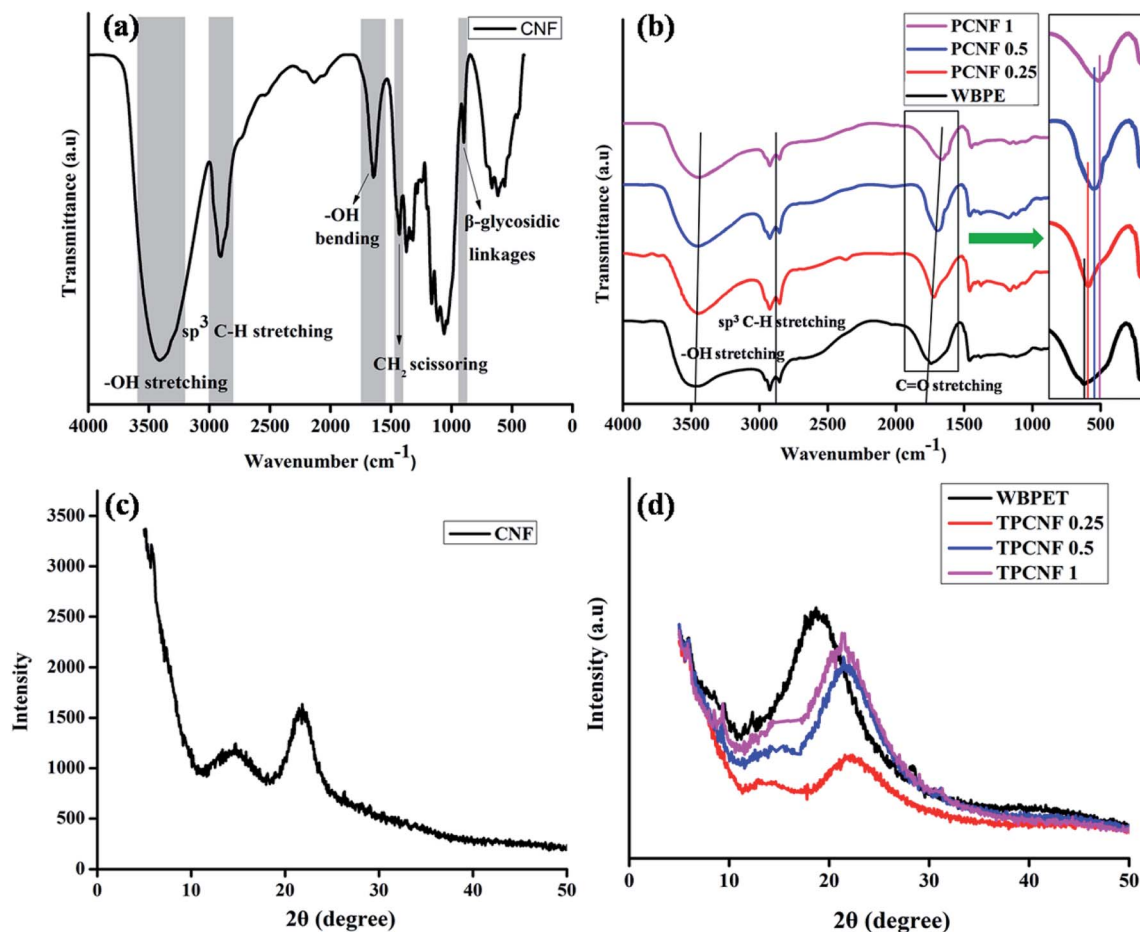 (a)
CNF
-OH
bending
β-glycosidic
linkages
sp³ C-H stretching
CH₂ scissoring
-OH stretching
Transmittance (a.u)
4000 3500 3000 2500 2000 1500 1000 500 0
Wavenumber (cm⁻¹)
(b)
PCNF 1
PCNF 0.5
PCNF 0.25
WBPE
sp³ C-H stretching
-OH stretching
C=O stretching
Transmittance (a.u)
4000 3500 3000 2500 2000 1500 1000 500
Wavenumber (cm⁻¹)
(c)
CNF
Intensity
3500
3000
2500
2000
1500
1000
500
0
0 10 20 30 40 50
2θ (degree)
(d)
WBPET
TPCNF 0.25
TPCNF 0.5
TPCNF 1
Intensity (a.u)
0 10 20 30 40 50
2θ (degree)